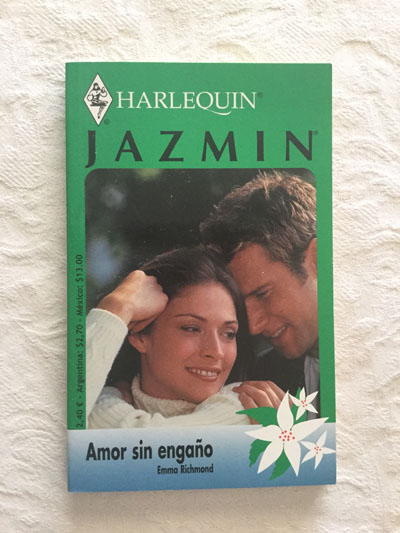 HARLEQUIN®
JAZMIN®
2,40 € - Argentina: $2,70 - México: $13.00
Amor sin engaño
Emma Richmond